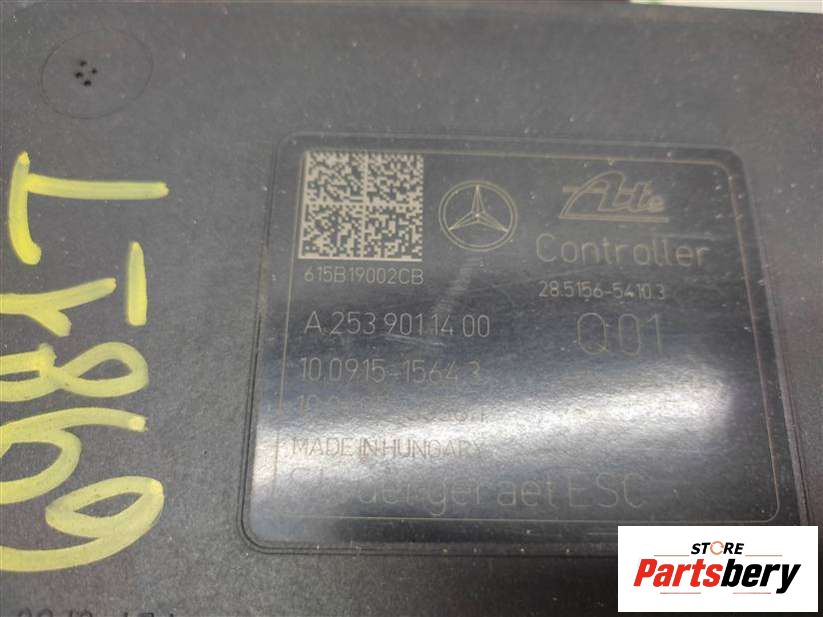 Ate
Controller
615B19002CB
28.5156-5410.3
A 253 901 14 00
Q01
10.0915-1564.3
MADE IN HUNGARY
Steuergeraet ESC
STORE
Partsbery